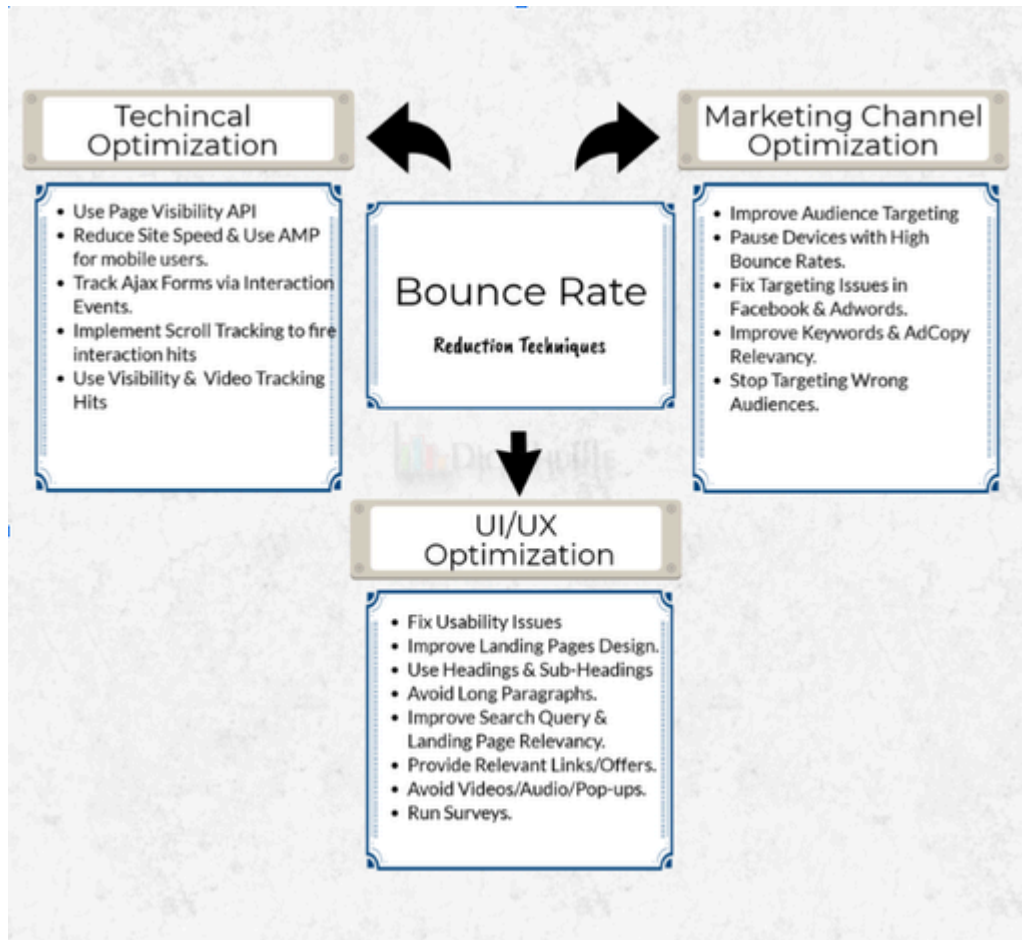 Techincal
Optimization
• Use Page Visibility API
• Reduce Site Speed & Use AMP
for mobile users.
• Track Ajax Forms via Interaction
Events.
• Implement Scroll Tracking to fire
interaction hits
• Use Visibility & Video Tracking
Hits
Bounce Rate
Reduction Techniques
Marketing Channel
Optimization
• Improve Audience Targeting
• Pause Devices with High
Bounce Rates.
• Fix Targeting Issues in
Facebook & Adwords.
• Improve Keywords & AdCopy
Relevancy.
• Stop Targeting Wrong
Audiences.
UI/UX
Optimization
• Fix Usability Issues
• Improve Landing Pages Design.
• Use Headings & Sub-Headings
• Avoid Long Paragraphs.
• Improve Search Query &
Landing Page Relevancy.
• Provide Relevant Links/Offers.
• Avoid Videos/Audio/Pop-ups.
• Run Surveys.